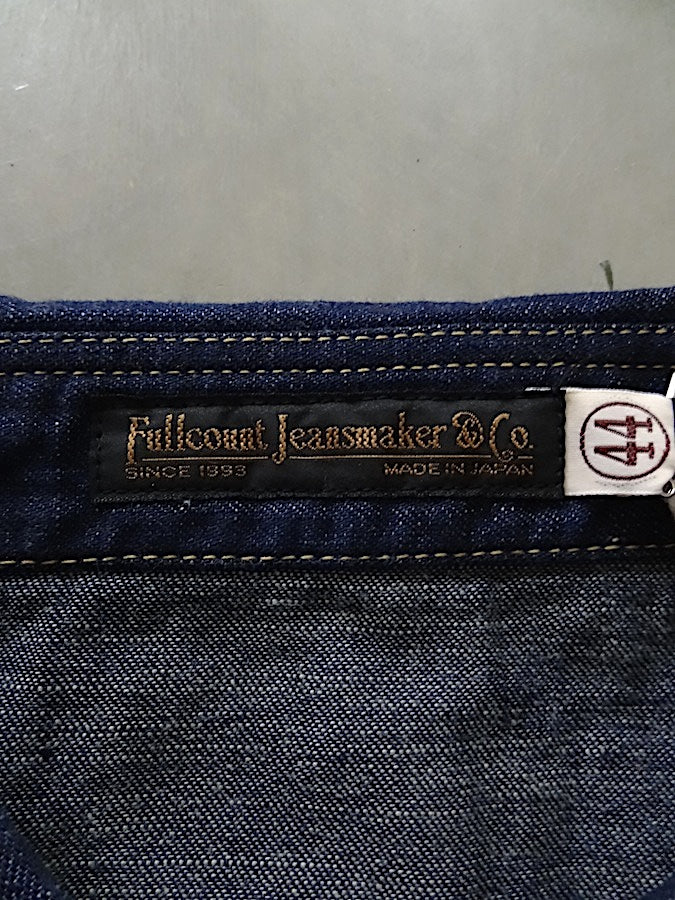 Fullcount Jeansmaker & Co.
SINCE 1993 MADE IN JAPAN
44